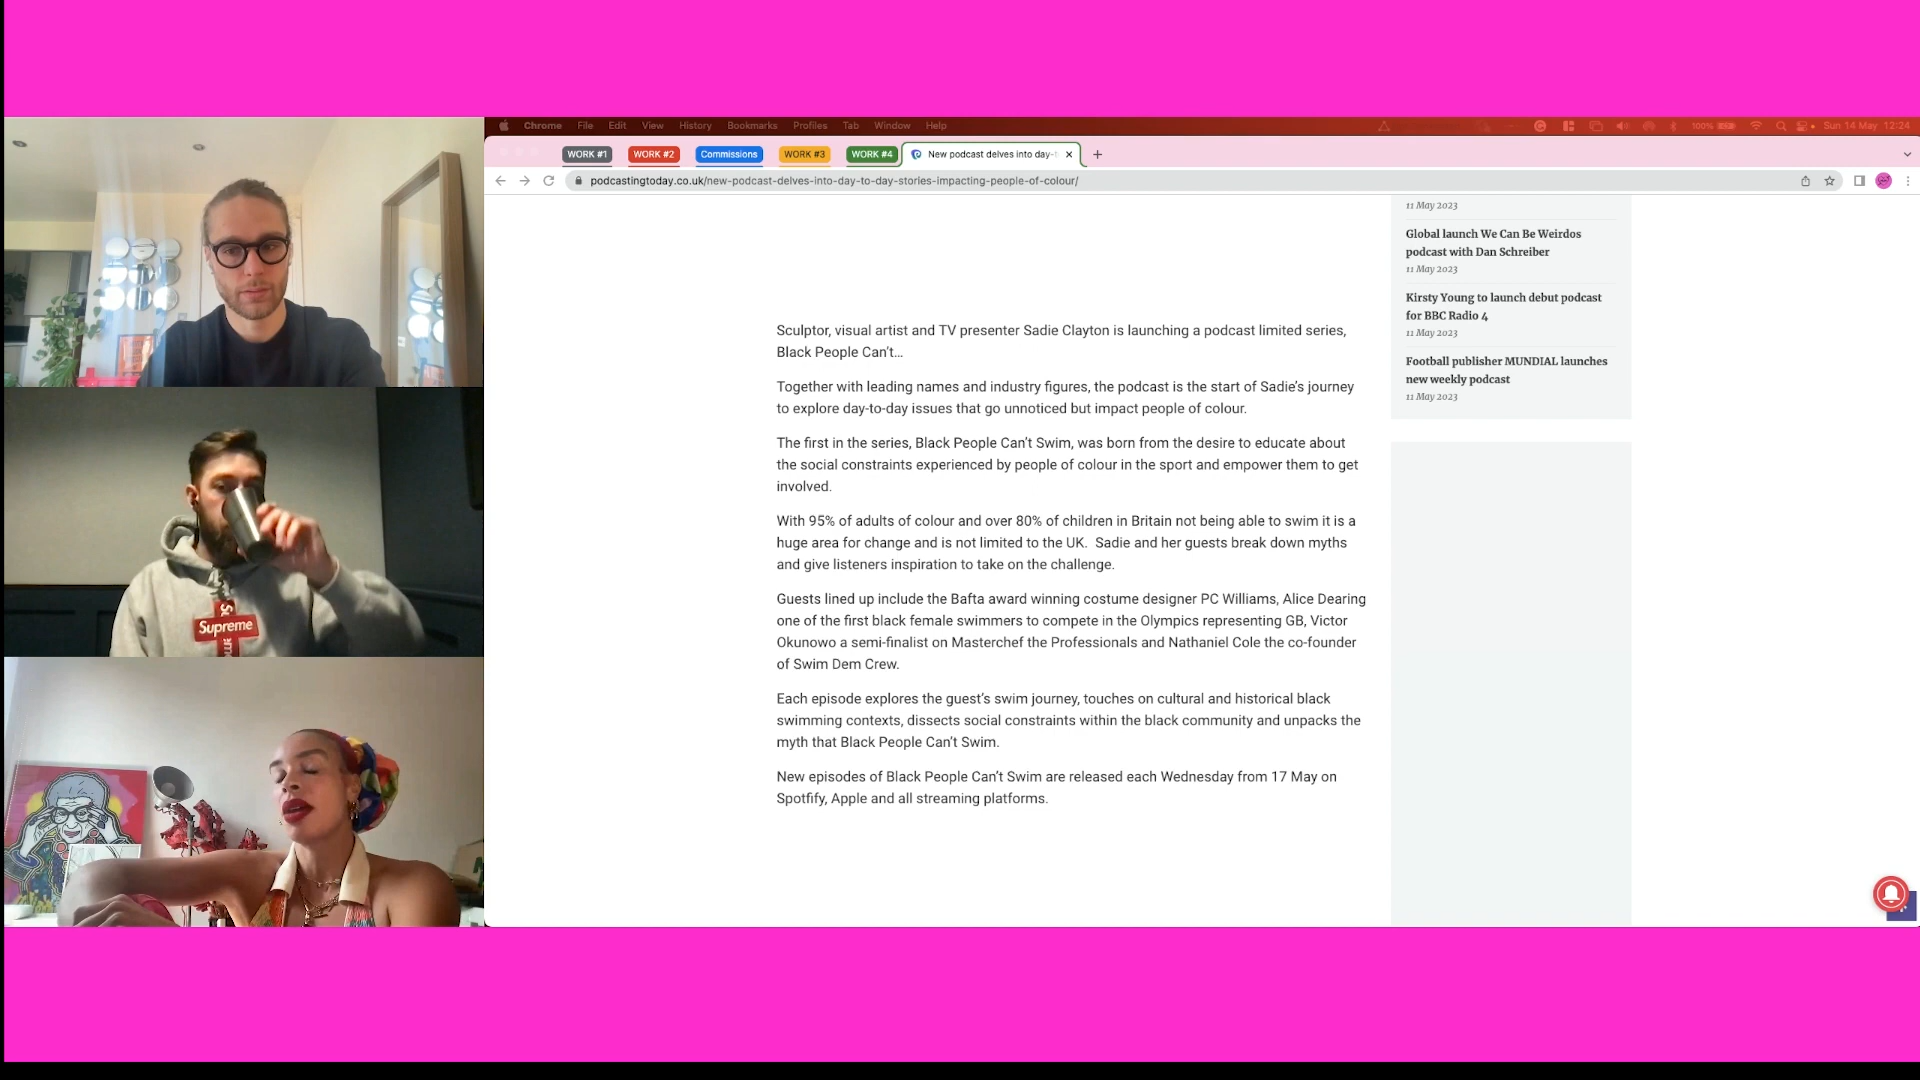 Chrome File Edit View History Bookmarks Profiles Tab Window Help
100% Sun 14 May 12:24
WORK #1 WORK #2 Commissions WORK #3 WORK #4 New podcast delves into day-t
podcastingtoday.co.uk/new-podcast-delves-into-day-to-day-stories-impacting-people-of-colour/
Sculptor, visual artist and TV presenter Sadie Clayton is launching a podcast limited series,
Black People Can’t…
Together with leading names and industry figures, the podcast is the start of Sadie’s journey
to explore day-to-day issues that go unnoticed but impact people of colour.
The first in the series, Black People Can’t Swim, was born from the desire to educate about
the social constraints experienced by people of colour in the sport and empower them to get
involved.
With 95% of adults of colour and over 80% of children in Britain not being able to swim it is a
huge area for change and is not limited to the UK.  Sadie and her guests break down myths
and give listeners inspiration to take on the challenge.
Guests lined up include the Bafta award winning costume designer PC Williams, Alice Dearing
one of the first black female swimmers to compete in the Olympics representing GB, Victor
Okunowo a semi-finalist on Masterchef the Professionals and Nathaniel Cole the co-founder
of Swim Dem Crew.
Each episode explores the guest’s swim journey, touches on cultural and historical black
swimming contexts, dissects social constraints within the black community and unpacks the
myth that Black People Can’t Swim.
New episodes of Black People Can’t Swim are released each Wednesday from 17 May on
Spotfify, Apple and all streaming platforms.
11 May 2023
Global launch We Can Be Weirdos
podcast with Dan Schreiber
11 May 2023
Kirsty Young to launch debut podcast
for BBC Radio 4
11 May 2023
Football publisher MUNDIAL launches
new weekly podcast
11 May 2023
Supreme